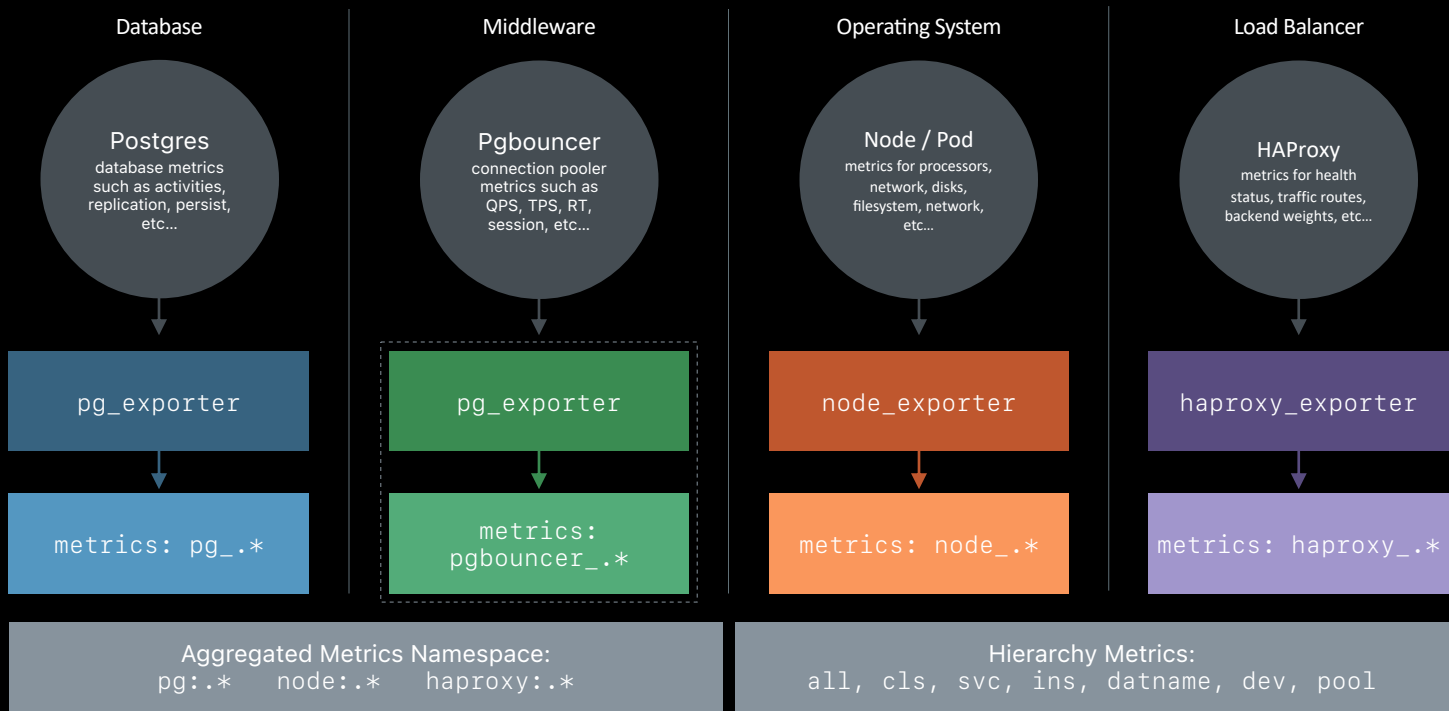 Database
Postgres
database metrics
such as activities,
replication, persist,
etc...
pg_exporter
metrics: pg_.*
Middleware
Pgbouncer
connection pooler
metrics such as
QPS, TPS, RT,
session, etc...
pg_exporter
metrics:
pgbouncer_.*
Operating System
Node / Pod
metrics for processors,
network, disks,
filesystem, network,
etc...
node_exporter
metrics: node_.*
Load Balancer
HAProxy
metrics for health
status, traffic routes,
backend weights, etc...
haproxy_exporter
metrics: haproxy_.*
Aggregated Metrics Namespace:
pg:.* node:.* haproxy:.*
Hierarchy Metrics:
all, cls, svc, ins, datname, dev, pool